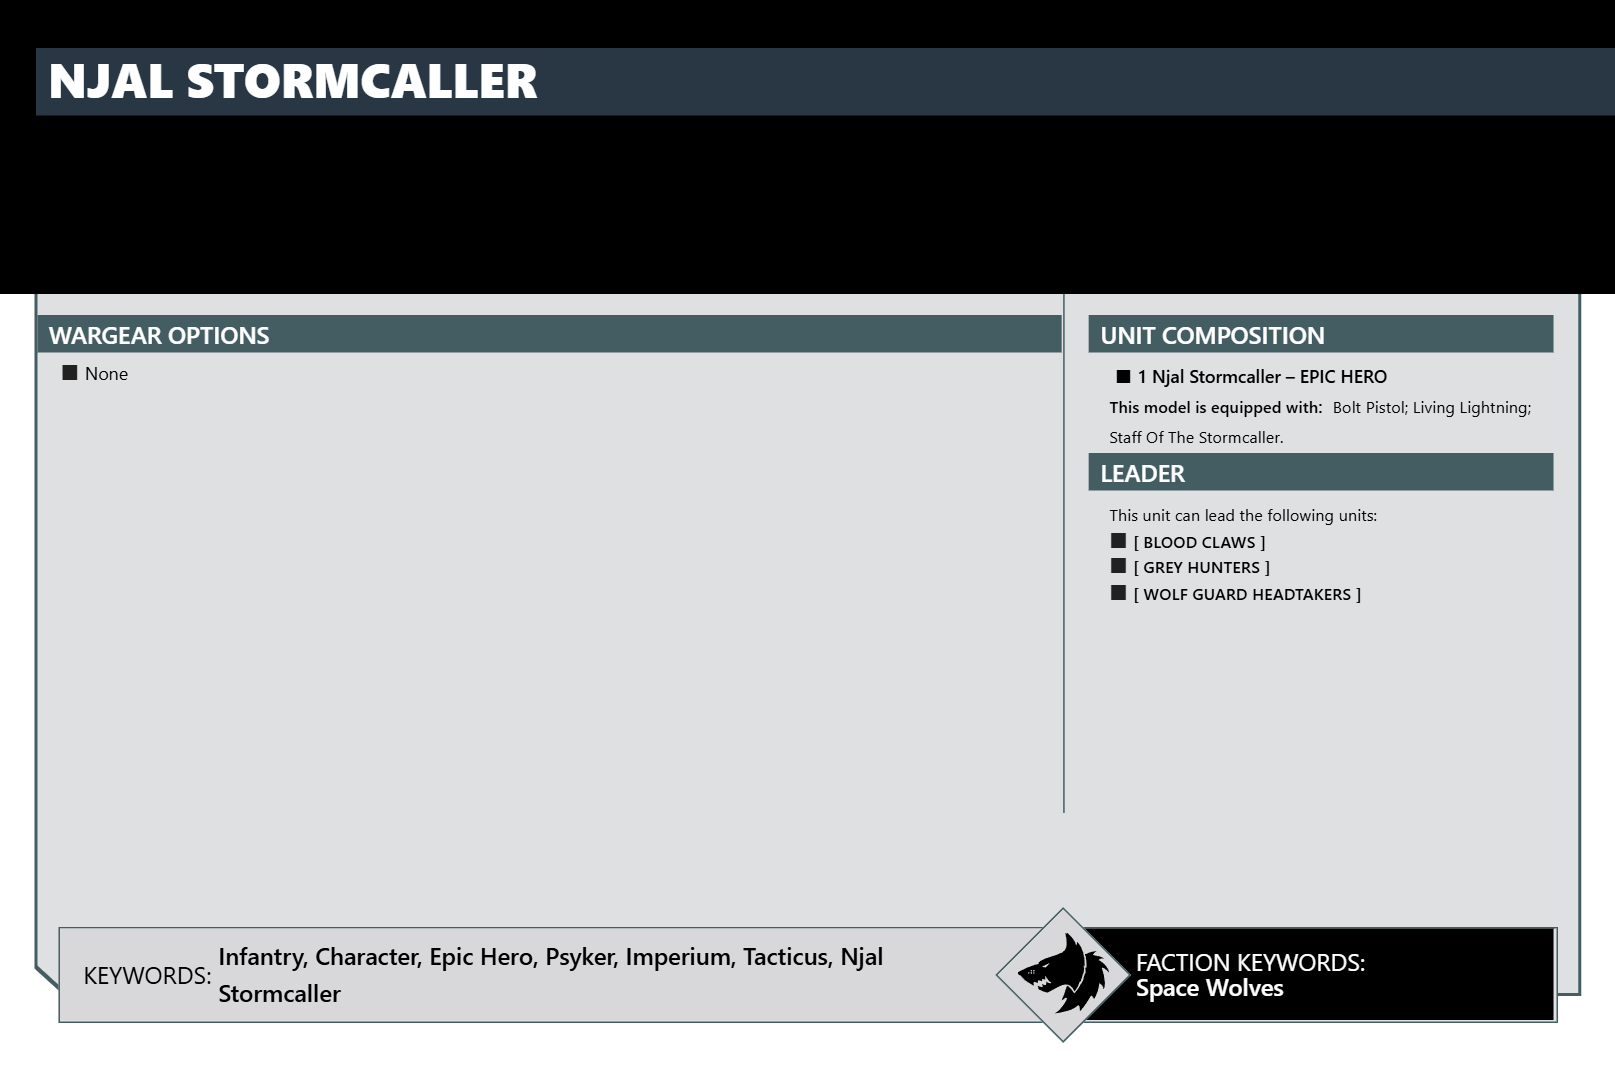 NJAL STORMCALLER
WARGEAR OPTIONS
■ None
UNIT COMPOSITION
■ 1 Njal Stormcaller – EPIC HERO
This model is equipped with: Bolt Pistol; Living Lightning;
Staff Of The Stormcaller.
LEADER
This unit can lead the following units:
■ [ BLOOD CLAWS ]
■ [ GREY HUNTERS ]
■ [ WOLF GUARD HEADTAKERS ]
KEYWORDS: Infantry, Character, Epic Hero, Psyker, Imperium, Tacticus, Njal
Stormcaller
FACTION KEYWORDS:
Space Wolves